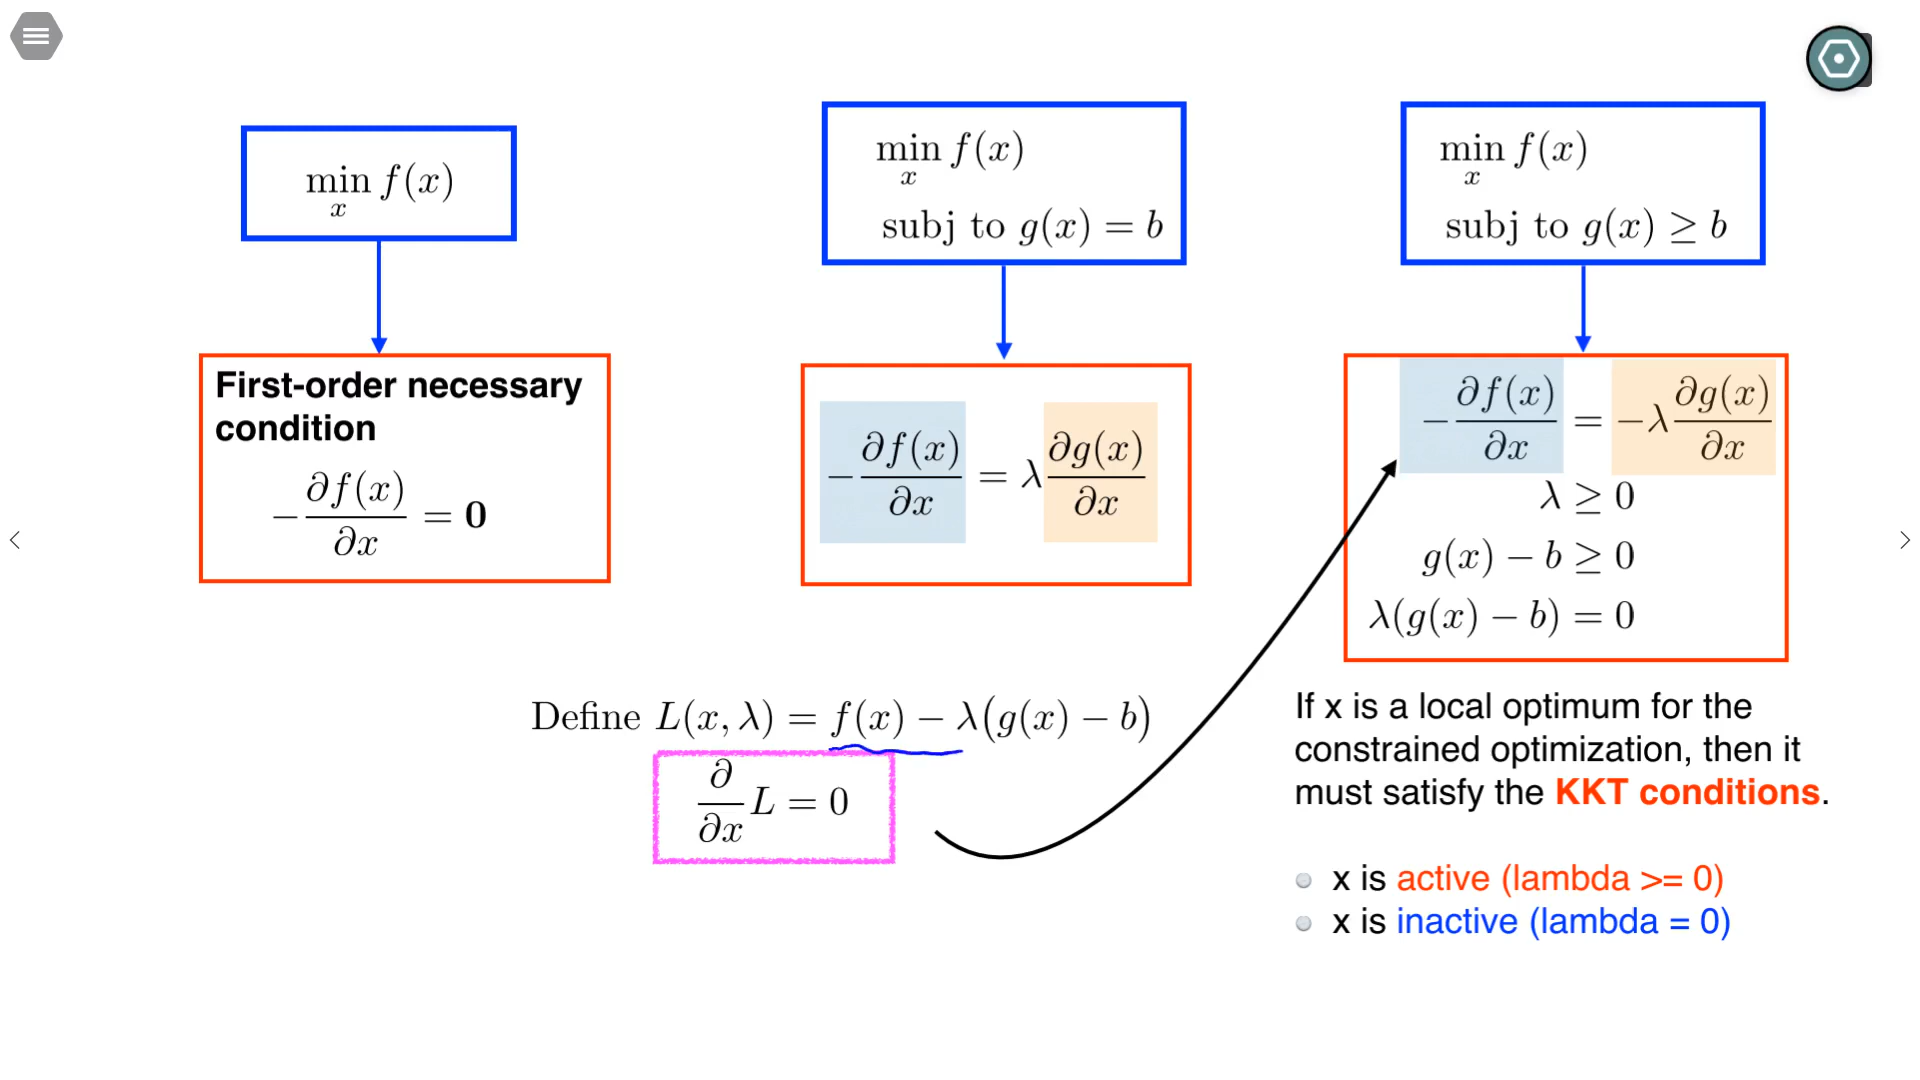 min f(x)
x
First-order necessary
condition
−∂f(x)/∂x = 0
min f(x)
x
subj to g(x) = b
−∂f(x)/∂x = λ ∂g(x)/∂x
min f(x)
x
subj to g(x) ≥ b
−∂f(x)/∂x = −λ ∂g(x)/∂x
λ ≥ 0
g(x) − b ≥ 0
λ(g(x) − b) = 0
Define L(x, λ) = f(x) − λ(g(x) − b)
∂/∂x L = 0
If x is a local optimum for the
constrained optimization, then it
must satisfy the KKT conditions.
x is active (lambda >= 0)
x is inactive (lambda = 0)